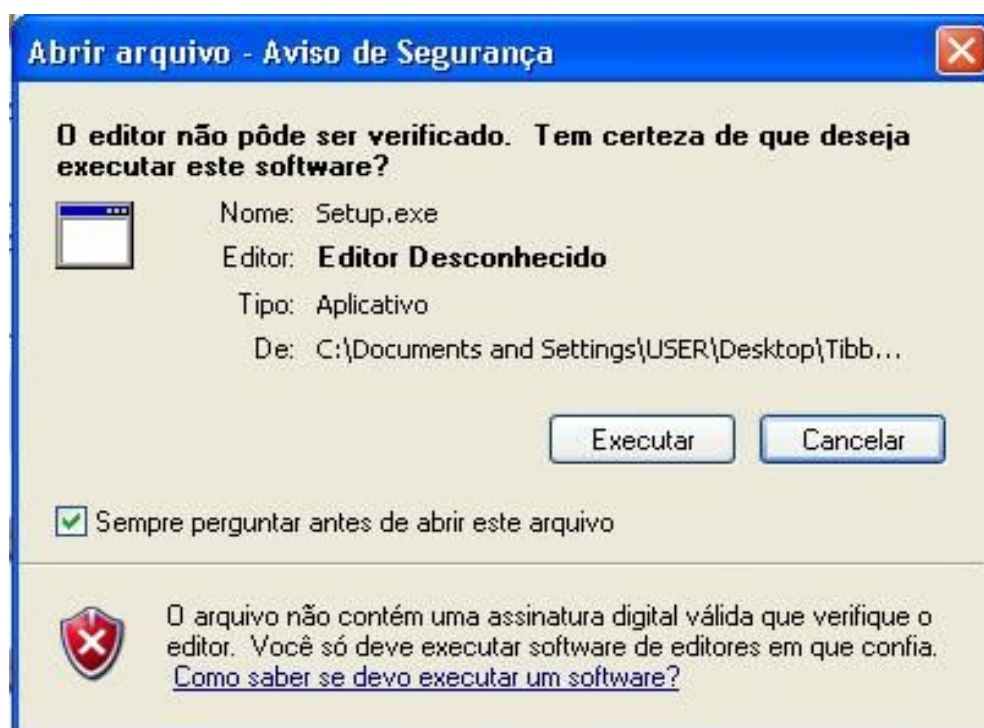 Abrir arquivo - Aviso de Segurança
O editor não pôde ser verificado. Tem certeza de que deseja
executar este software?
Nome: Setup.exe
Editor: Editor Desconhecido
Tipo: Aplicativo
De: C:\Documents and Settings\USER\Desktop\Tibb...
Executar
Cancelar
Sempre perguntar antes de abrir este arquivo
O arquivo não contém uma assinatura digital válida que verifique o
editor. Você só deve executar software de editores em que confia.
Como saber se devo executar um software?